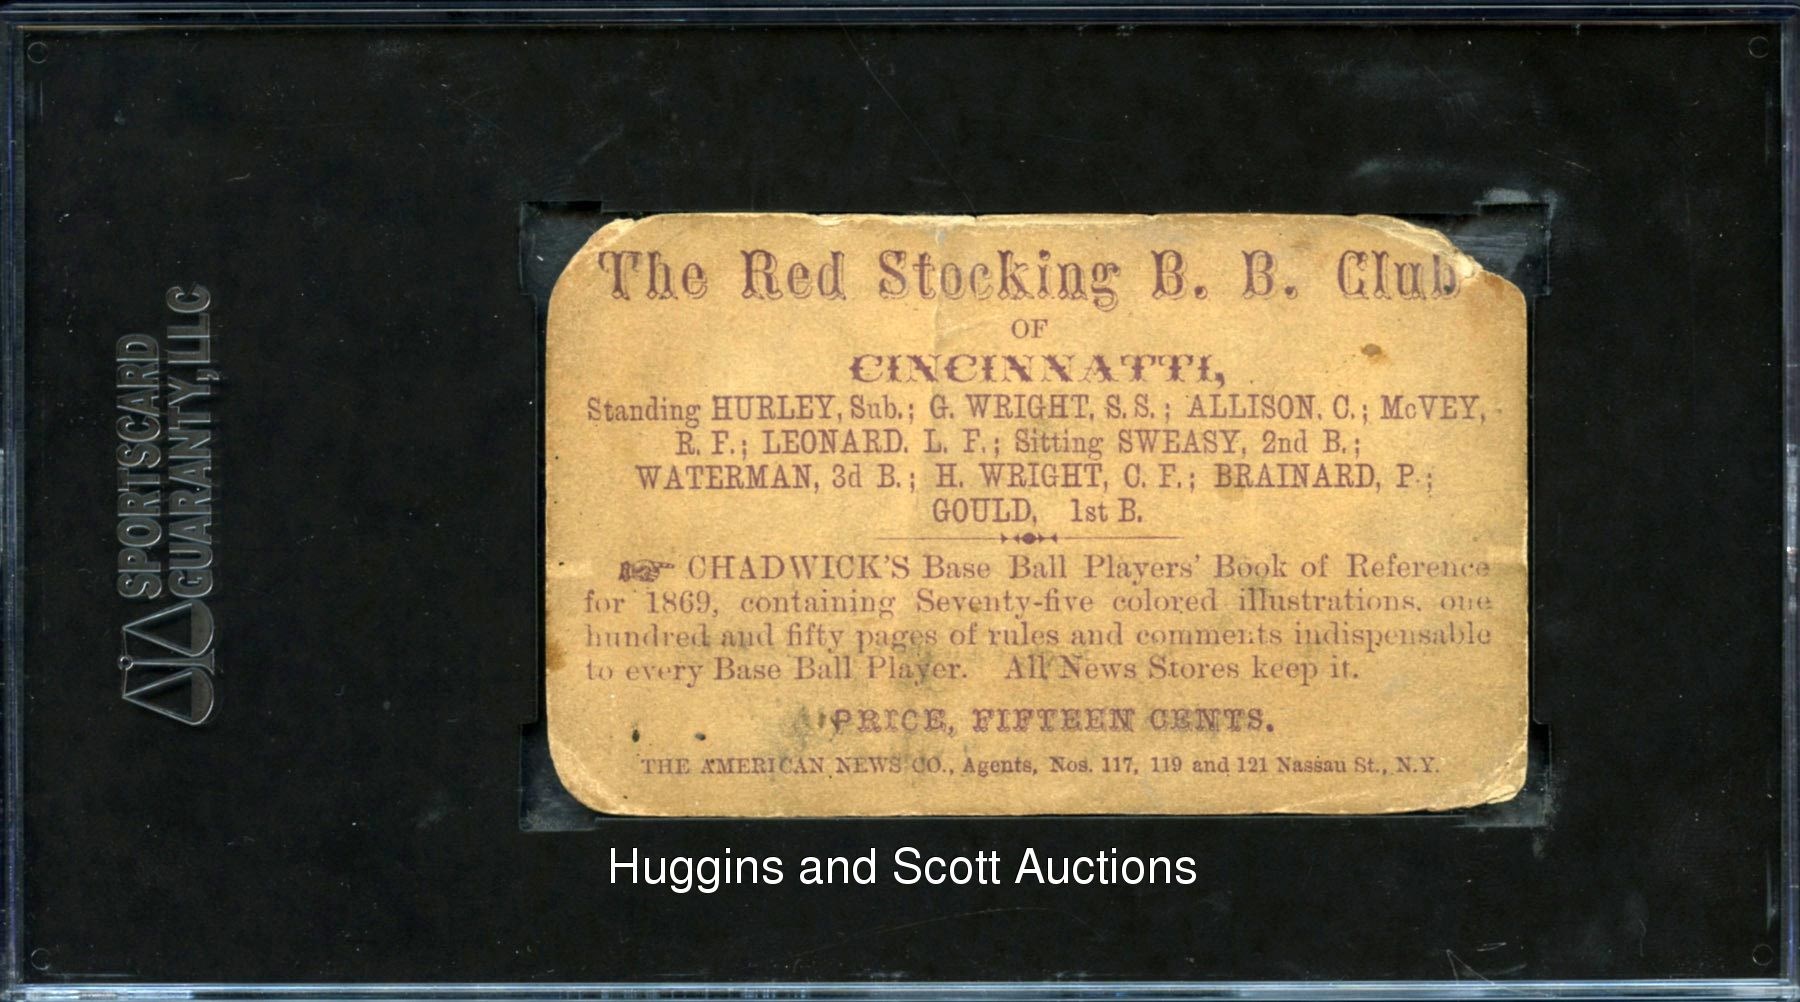 The Red Stocking B. B. Club
OF
CINCINNATTI,
Standing HURLEY, Sub.; G. WRIGHT, S. S.; ALLISON. C.; McVEY,
R. F.; LEONARD. L. F.; Sitting SWEASY, 2nd B.;
WATERMAN, 3d B.; H. WRIGHT, C. F.; BRAINARD, P.;
GOULD, 1st B.
CHADWICK'S Base Ball Players' Book of Reference
for 1869, containing Seventy-five colored illustrations. one
hundred and fifty pages of rules and comments indispensable
to every Base Ball Player. All News Stores keep it.
PRICE, FIFTEEN CENTS.
THE AMERICAN NEWS CO., Agents, Nos. 117, 119 and 121 Nassau St., N.Y.
SPORTSCARD
GUARANTY, LLC
Huggins and Scott Auctions